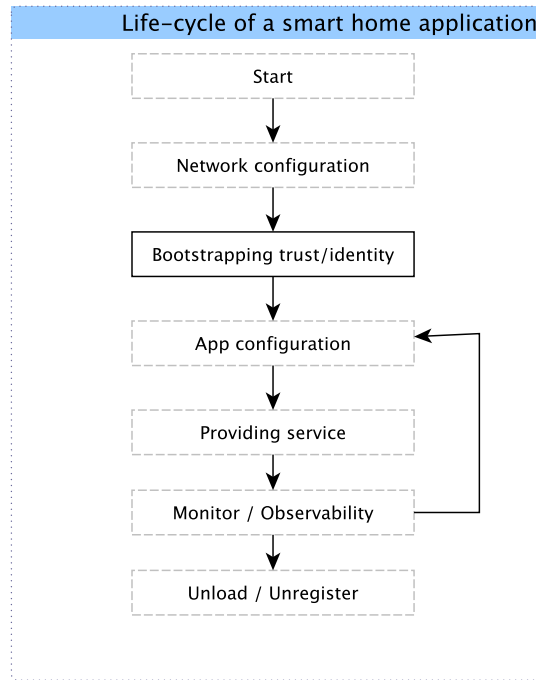 Life-cycle of a smart home application
Start
Network configuration
Bootstrapping trust/identity
App configuration
Providing service
Monitor / Observability
Unload / Unregister